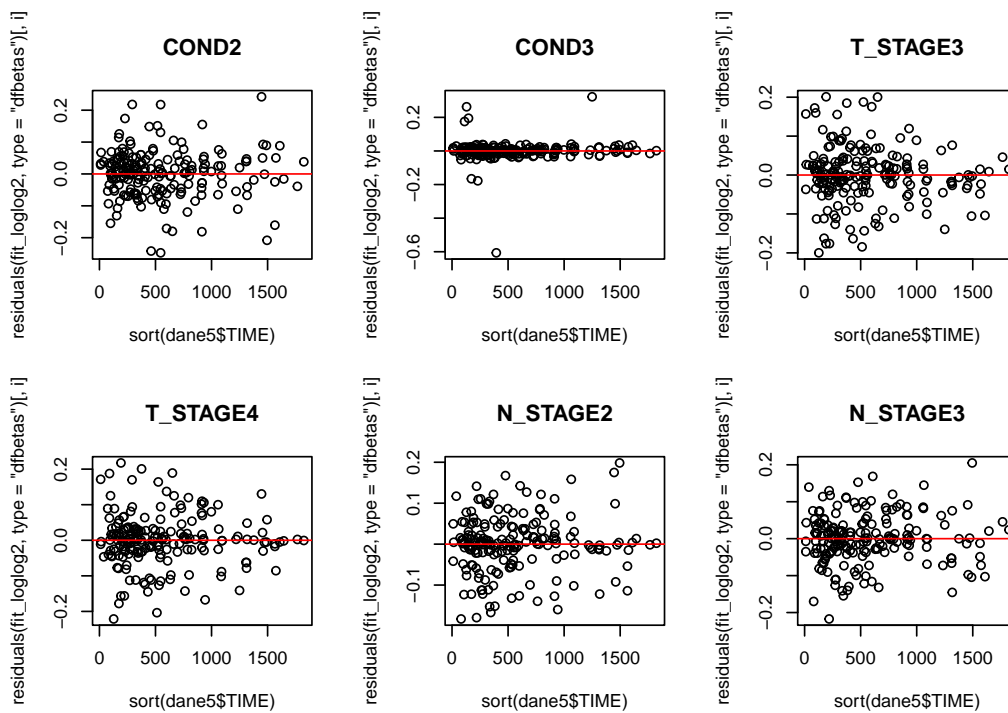 COND2
residuals(fit_loglog2, type = "dfbetas")[, i]
0.2
0.0
−0.2
0 500 1000 1500
sort(dane5$TIME)
COND3
residuals(fit_loglog2, type = "dfbetas")[, i]
0.2
−0.2
−0.6
0 500 1000 1500
sort(dane5$TIME)
T_STAGE3
residuals(fit_loglog2, type = "dfbetas")[, i]
0.2
0.0
−0.2
0 500 1000 1500
sort(dane5$TIME)
T_STAGE4
residuals(fit_loglog2, type = "dfbetas")[, i]
0.2
0.0
−0.2
0 500 1000 1500
sort(dane5$TIME)
N_STAGE2
residuals(fit_loglog2, type = "dfbetas")[, i]
0.2
0.1
−0.1
0 500 1000 1500
sort(dane5$TIME)
N_STAGE3
residuals(fit_loglog2, type = "dfbetas")[, i]
0.2
0.0
−0.2
0 500 1000 1500
sort(dane5$TIME)